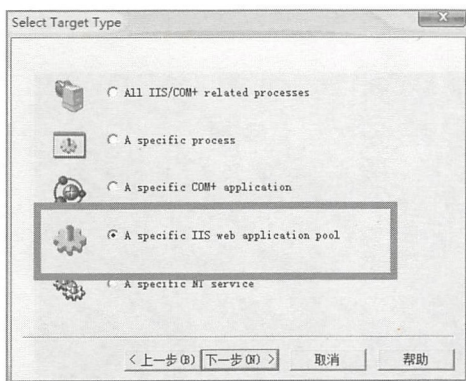 Select Target Type
All IIS/COM+ related processes
A specific process
A specific COM+ application
A specific IIS web application pool
A specific NT service
< 上一步(B) 下一步(N) > 取消 帮助